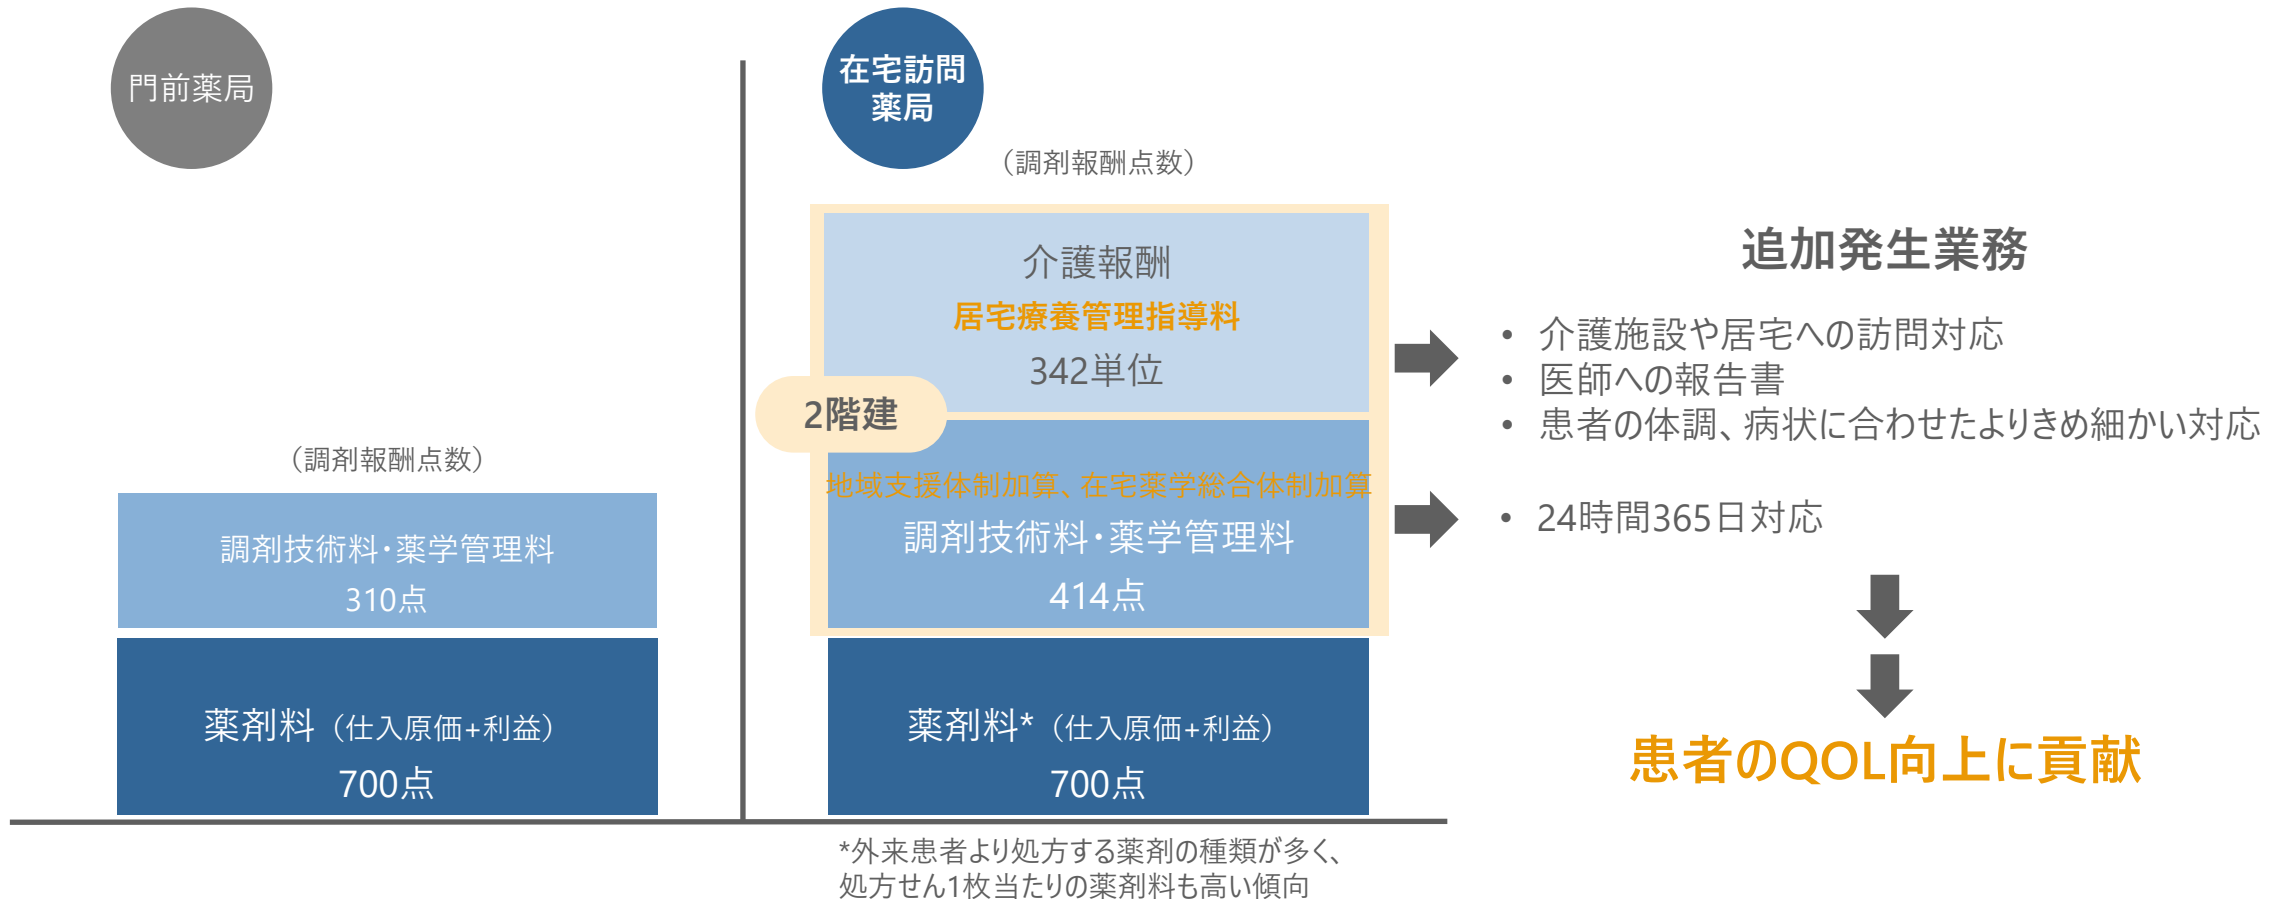 門前薬局
（調剤報酬点数）
調剤技術料･薬学管理料
310点
薬剤料（仕入原価+利益）
700点
在宅訪問
薬局
（調剤報酬点数）
介護報酬
居宅療養管理指導料
342単位
2階建
地域支援体制加算、在宅薬学総合体制加算
調剤技術料･薬学管理料
414点
薬剤料*（仕入原価+利益）
700点
*外来患者より処方する薬剤の種類が多く、
処方せん1枚当たりの薬剤料も高い傾向
追加発生業務
• 介護施設や居宅への訪問対応
• 医師への報告書
• 患者の体調、病状に合わせたよりきめ細かい対応
• 24時間365日対応
患者のQOL向上に貢献